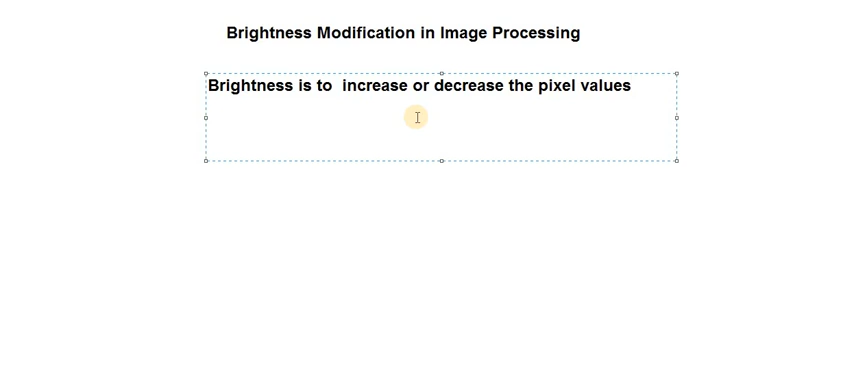 Brightness Modification in Image Processing
Brightness is to  increase or decrease the pixel values